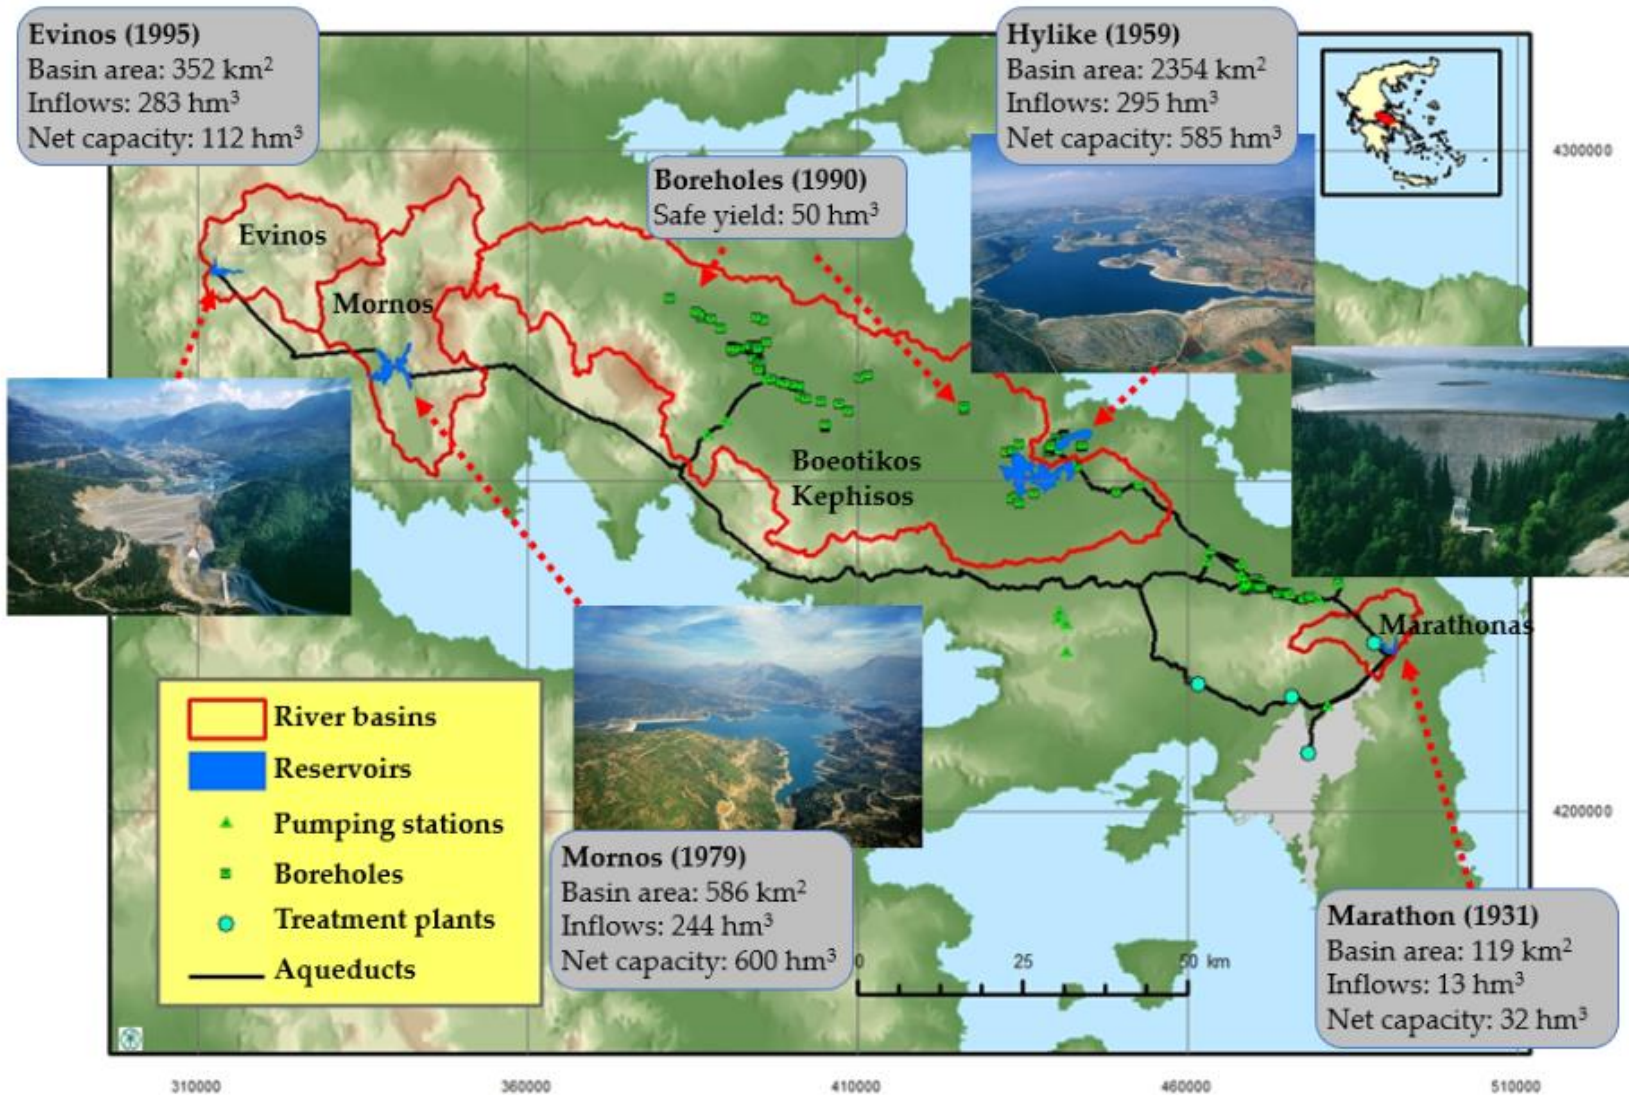 Evinos (1995)
Basin area: 352 km²
Inflows: 283 hm³
Net capacity: 112 hm³
Hylike (1959)
Basin area: 2354 km²
Inflows: 295 hm³
Net capacity: 585 hm³
4300000
Boreholes (1990)
Safe yield: 50 hm³
Evinos
Mornos
Boeotikos
Kephisos
Marathonas
River basins
Reservoirs
Pumping stations
Boreholes
Treatment plants
Aqueducts
4200000
Mornos (1979)
Basin area: 586 km²
Inflows: 244 hm³
Net capacity: 600 hm³
0 25 50 km
Marathon (1931)
Basin area: 119 km²
Inflows: 13 hm³
Net capacity: 32 hm³
310000 360000 410000 460000 510000